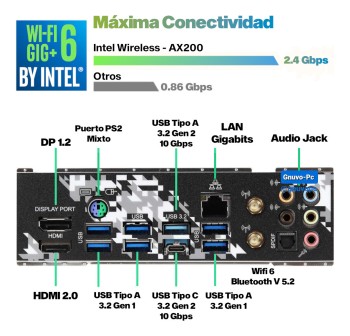 WI-FI 6
GIG+
BY INTEL®
Máxima Conectividad
Intel Wireless - AX200
2.4 Gbps
Otros
0.86 Gbps
DP 1.2
Puerto PS2
Mixto
USB Tipo A
3.2 Gen 2
10 Gbps
LAN
Gigabits
Audio Jack
Gnuvo-Pc
DISPLAY PORT
HDMI
USB
USB
USB 3.2
USB
SPDIF
HDMI 2.0
USB Tipo A
3.2 Gen 1
USB Tipo C
3.2 Gen 2
10 Gbps
USB Tipo A
3.2 Gen 1
Wifi 6
Bluetooth V 5.2